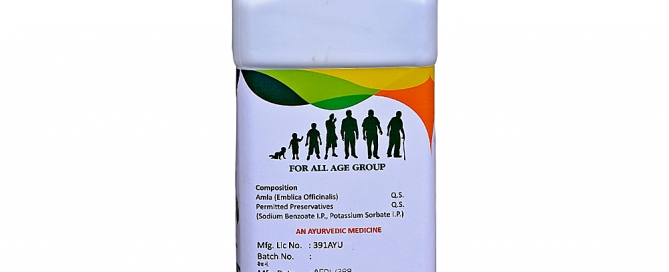 FOR ALL AGE GROUP
Composition
Amla (Emblica Officinalis) Q.S.
Permitted Preservatives Q.S.
(Sodium Benzoate I.P., Potassium Sorbate I.P.)
AN AYURVEDIC MEDICINE
Mfg. Lic No. : 391AYU
Batch No. :